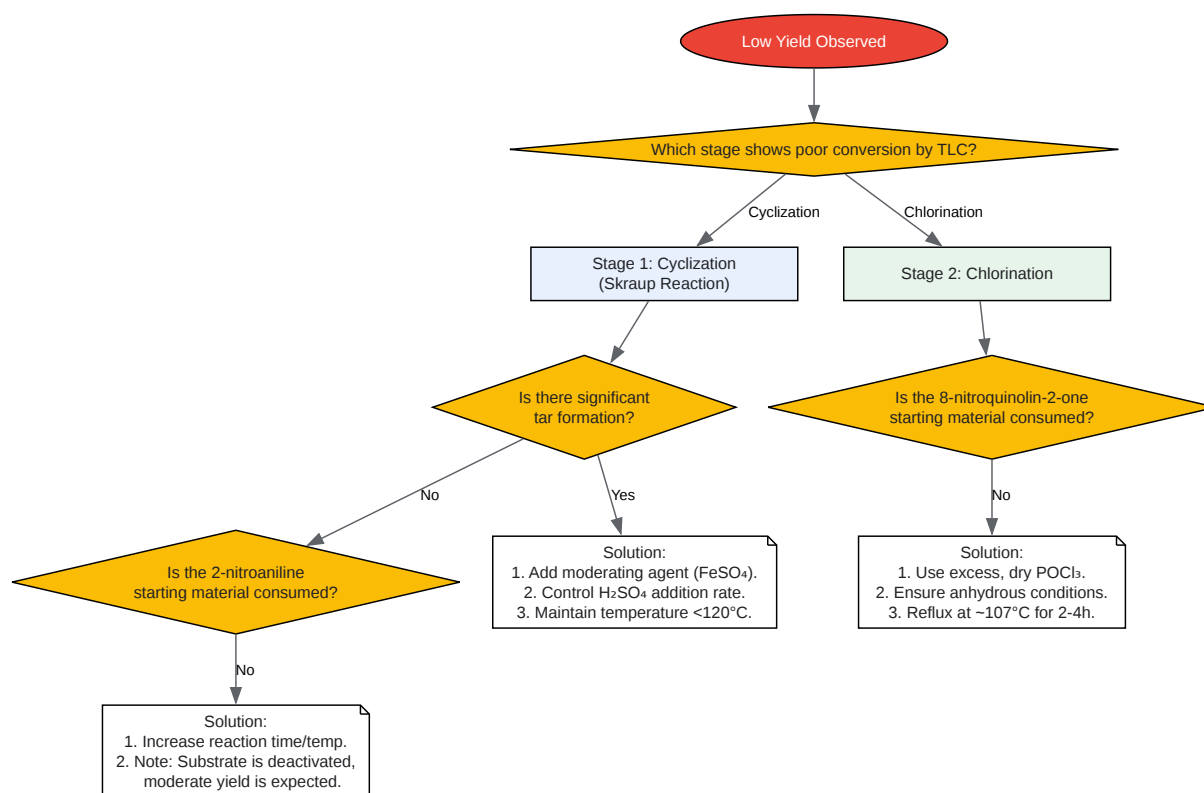 Low Yield Observed
Which stage shows poor conversion by TLC?
Cyclization
Chlorination
Stage 1: Cyclization
(Skraup Reaction)
Stage 2: Chlorination
Is there significant
tar formation?
Is the 8-nitroquinolin-2-one
starting material consumed?
No
Yes
No
Is the 2-nitroaniline
starting material consumed?
Solution:
1. Add moderating agent (FeSO₄).
2. Control H₂SO₄ addition rate.
3. Maintain temperature <120°C.
Solution:
1. Use excess, dry POCl₃.
2. Ensure anhydrous conditions.
3. Reflux at ~107°C for 2-4h.
No
Solution:
1. Increase reaction time/temp.
2. Note: Substrate is deactivated,
moderate yield is expected.